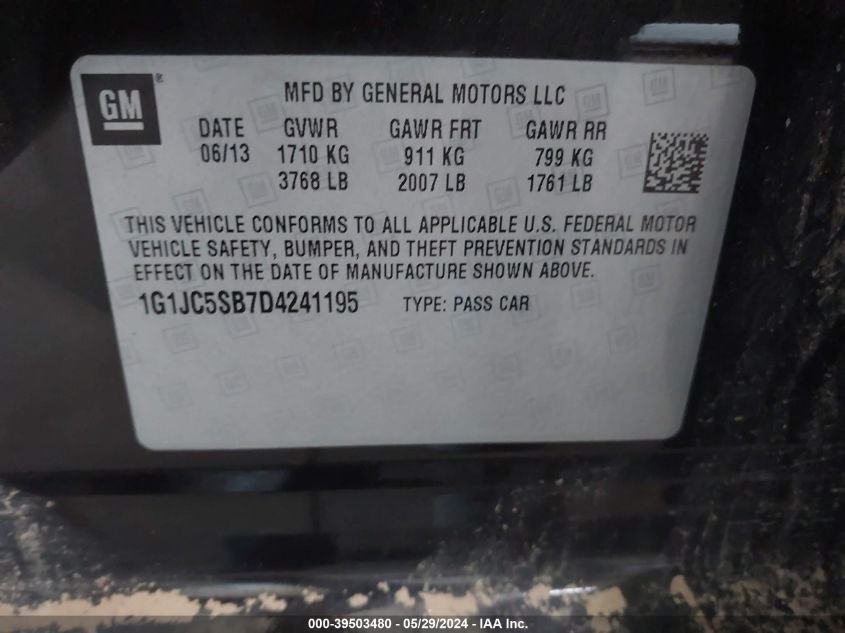 GM®
MFD BY GENERAL MOTORS LLC
DATE GVWR GAWR FRT GAWR RR
06/13 1710 KG 911 KG 799 KG
3768 LB 2007 LB 1761 LB
THIS VEHICLE CONFORMS TO ALL APPLICABLE U.S. FEDERAL MOTOR
VEHICLE SAFETY, BUMPER, AND THEFT PREVENTION STANDARDS IN
EFFECT ON THE DATE OF MANUFACTURE SHOWN ABOVE.
1G1JC5SB7D4241195 TYPE: PASS CAR
000-39503480 - 05/29/2024 - IAA Inc.